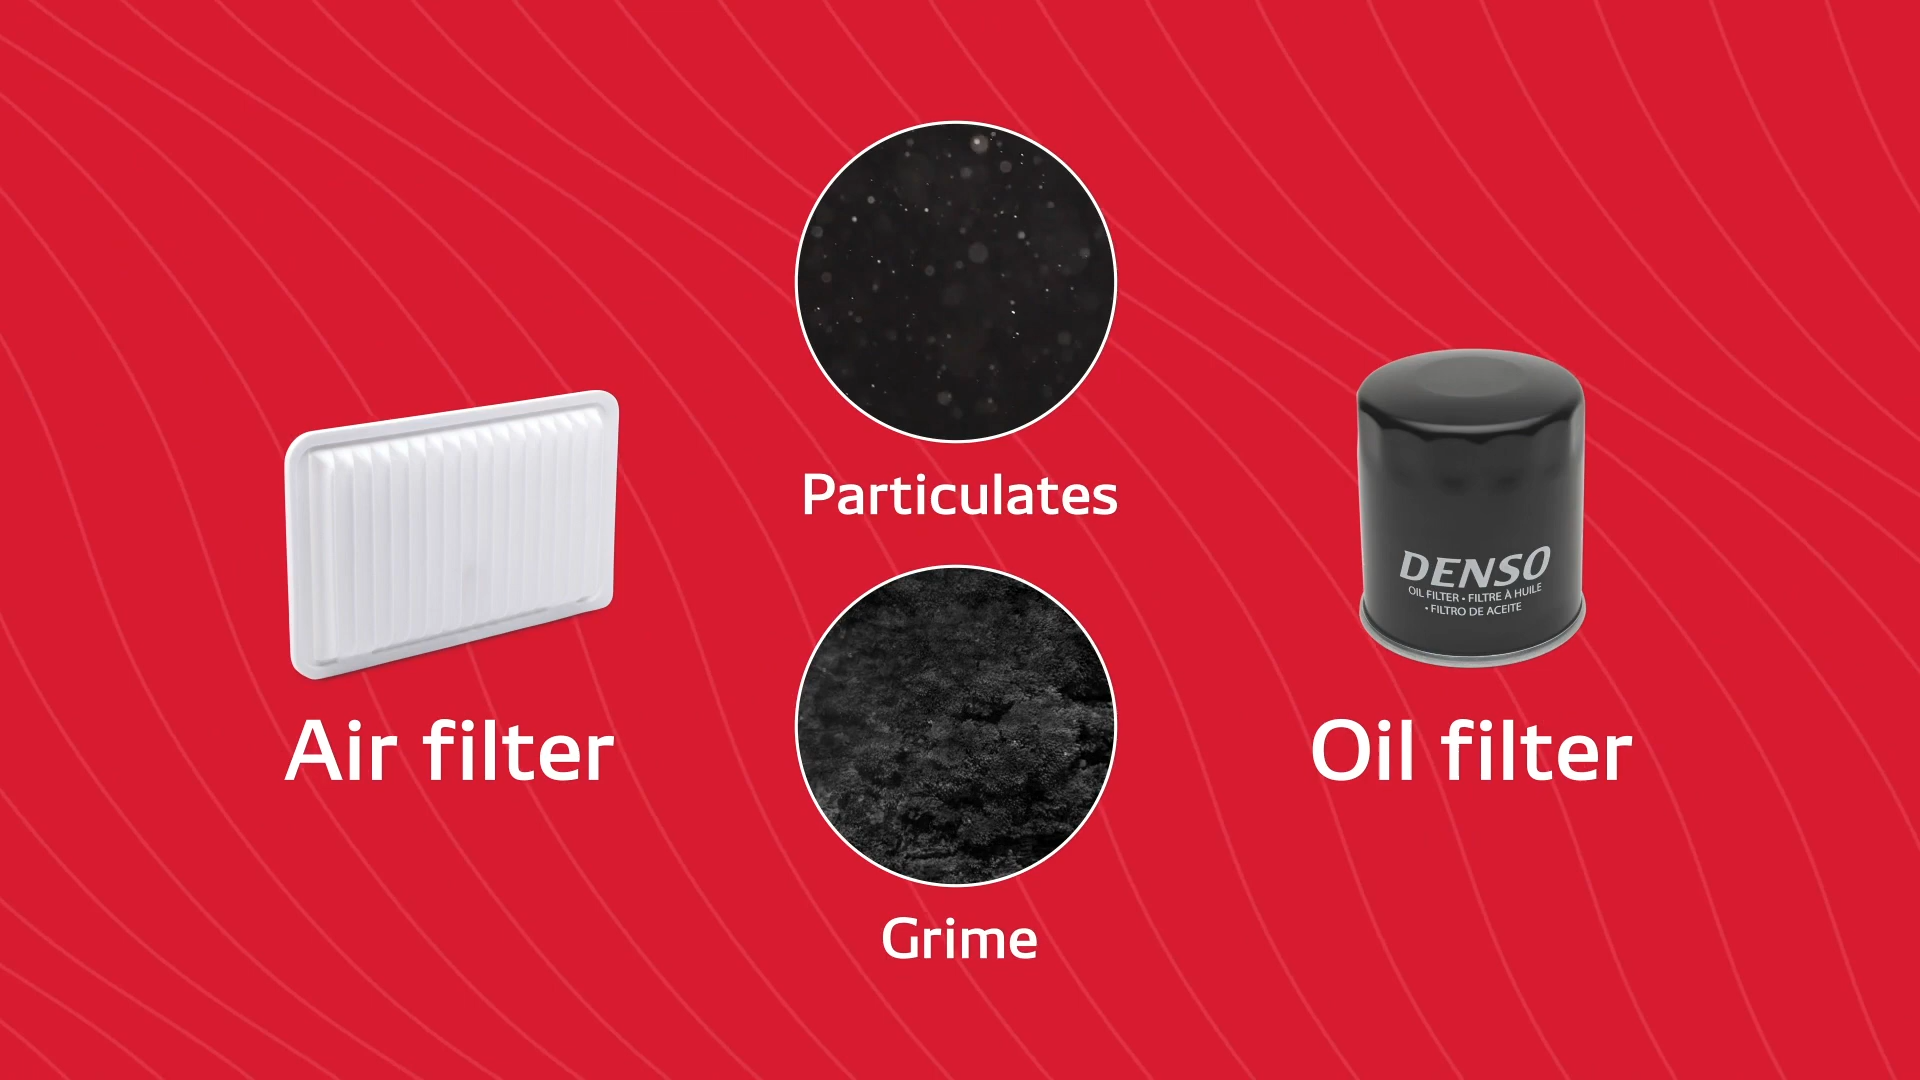 Particulates
DENSO
OIL FILTER • FILTRE À HUILE
• FILTRO DE ACEITE
Air filter
Oil filter
Grime